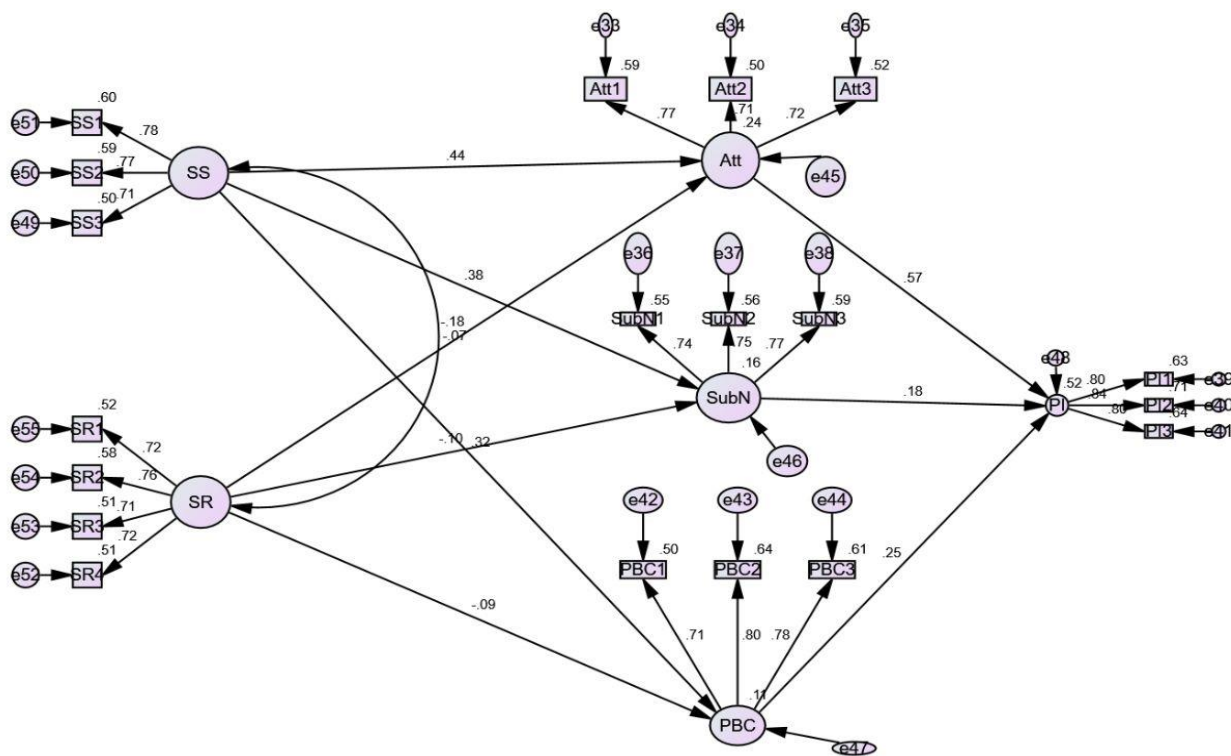 e33
e34
e35
.59
.50
.52
Att1
Att2
Att3
.60
e51
SS1
.78
.77
.71
.72
.24
.59
e50
SS2
.77
SS
.44
Att
e45
.50
.71
e49
SS3
e36
e37
e38
.38
.57
.55
.56
.59
SubN1
SubN2
SubN3
-.18
-.07
.74
.75
.77
.16
e48
.63
.52
.80
PI1
e39
SubN
.18
PI
.84
.71
PI2
e40
.80
.64
PI3
e41
.52
e55
SR1
.72
-.10
.32
.58
e54
SR2
.76
e46
.51
.71
SR
e53
SR3
e42
e43
e44
.51
.72
e52
SR4
.50
.64
.61
.25
PBC1
PBC2
PBC3
-.09
.71
.80
.78
.11
PBC
e47